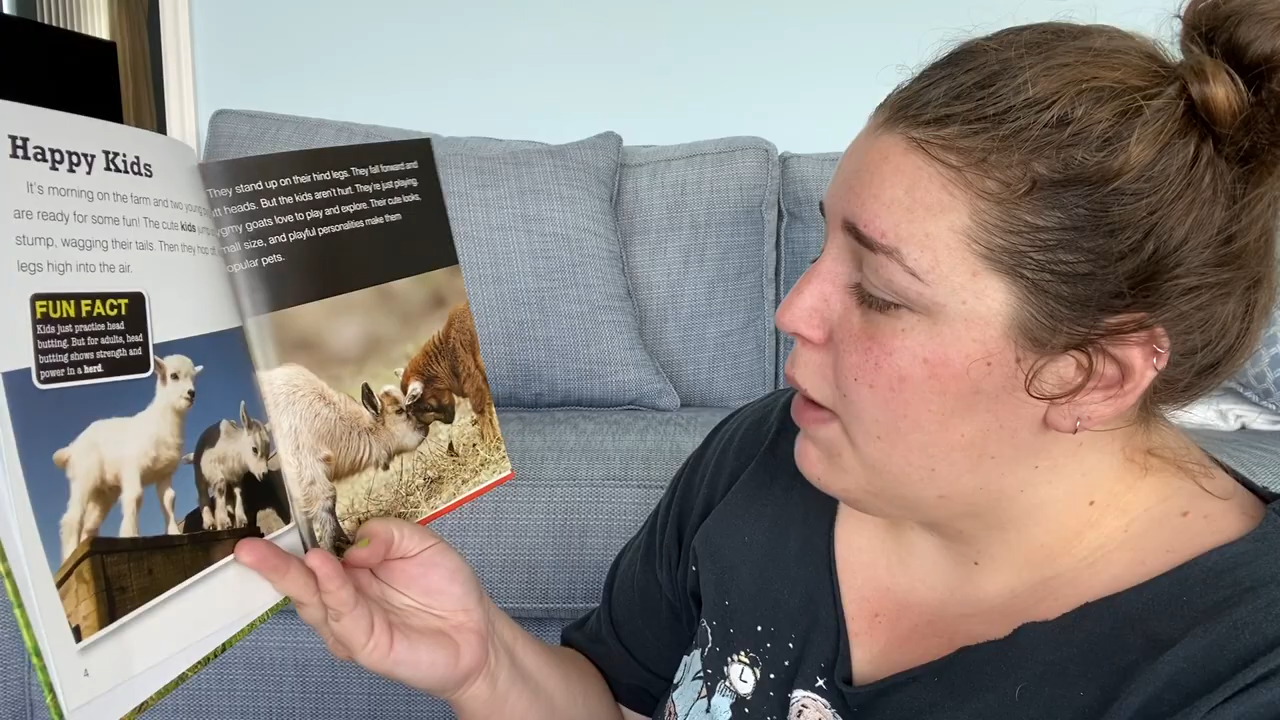 Happy Kids
It's morning on the farm and two young
are ready for some fun! The cute kids jump
stump, wagging their tails. Then they hop
legs high into the air.
FUN FACT
Kids just practice head
butting. But for adults, head
butting shows strength and
power in a herd.
4
They stand up on their hind legs. They fall forward and
heads. But the kids aren't hurt. They're just playing.
goats love to play and explore. Their cute looks,
size, and playful personalities make them
pets.
L